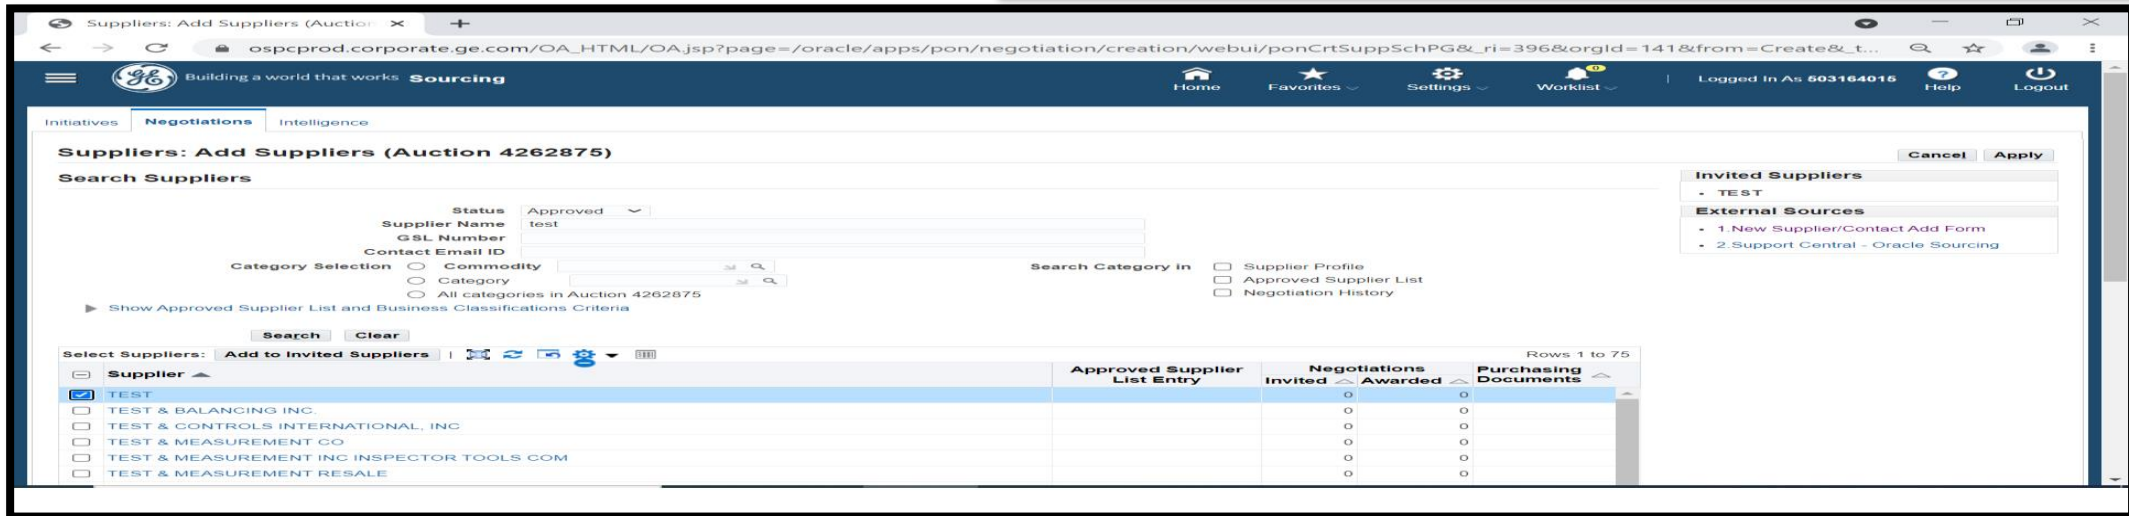 Suppliers: Add Suppliers (Auction
ospcprod.corporate.ge.com/OA_HTML/OA.jsp?page=/oracle/apps/pon/negotiation/creation/webui/ponCrtSuppSchPG&_ri=396&orgId=141&from=Create&_t...
Building a world that works Sourcing
Home Favorites Settings Worklist 0 | Logged In As 503164015 Help Logout
Initiatives Negotiations Intelligence
Suppliers: Add Suppliers (Auction 4262875)
Cancel Apply
Search Suppliers
Status Approved
Supplier Name test
GSL Number
Contact Email ID
Category Selection Commodity
Category
All categories in Auction 4262875
Search Category in Supplier Profile
Approved Supplier List
Negotiation History
Show Approved Supplier List and Business Classifications Criteria
Search Clear
Invited Suppliers
TEST
External Sources
1.New Supplier/Contact Add Form
2.Support Central - Oracle Sourcing
Select Suppliers: Add to Invited Suppliers | Rows 1 to 75
Supplier Approved Supplier List Entry Negotiations Invited Awarded Purchasing Documents
TEST 0 0
TEST & BALANCING INC. 0 0
TEST & CONTROLS INTERNATIONAL, INC 0 0
TEST & MEASUREMENT CO 0 0
TEST & MEASUREMENT INC INSPECTOR TOOLS COM 0 0
TEST & MEASUREMENT RESALE 0 0